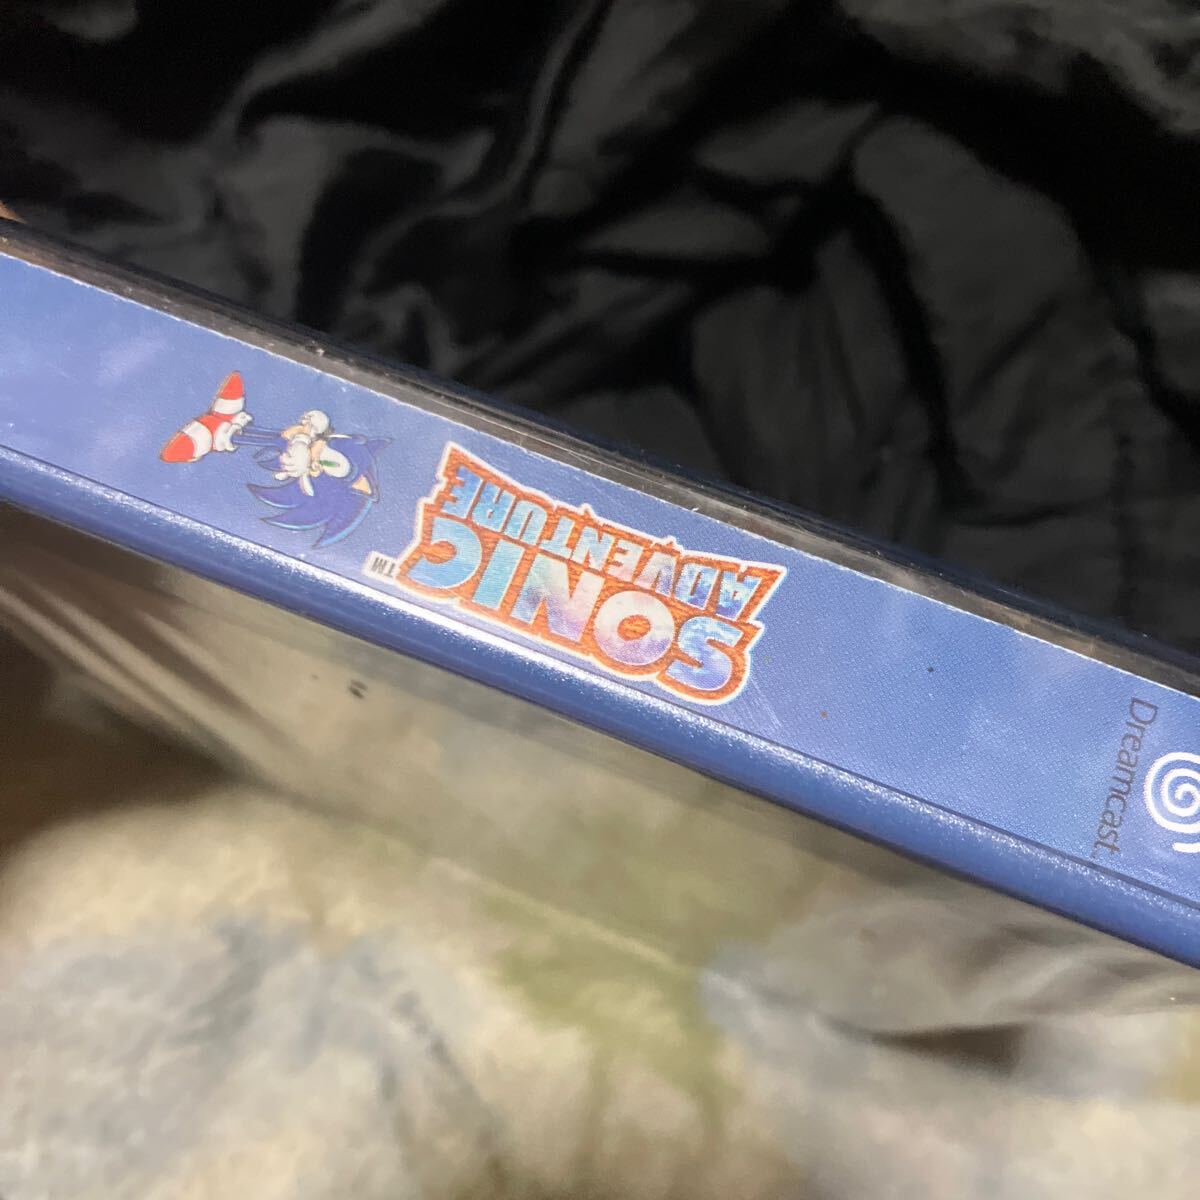 Dreamcast.
SONIC
ADVENTURE
TM